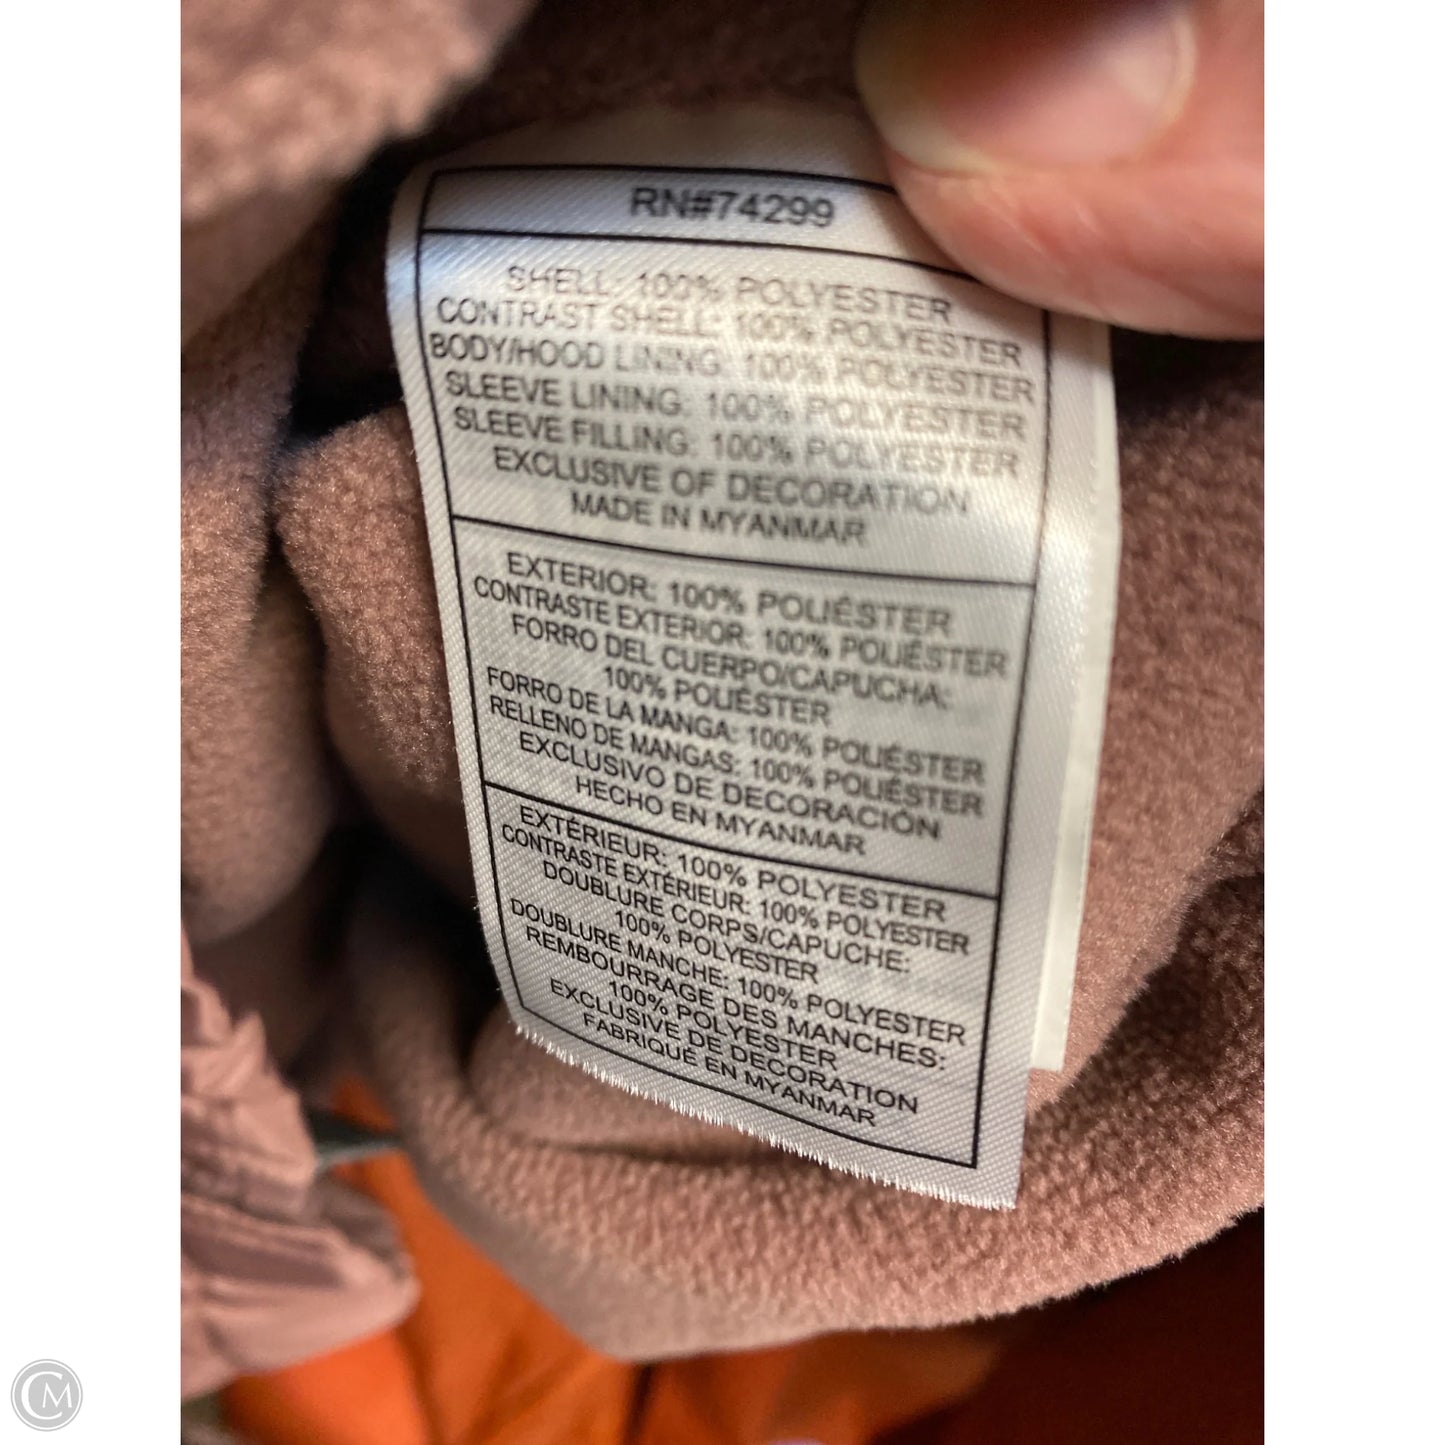 RN#74299
SHELL: 100% POLYESTER
CONTRAST SHELL: 100% POLYESTER
BODY/HOOD LINING: 100% POLYESTER
SLEEVE LINING: 100% POLYESTER
SLEEVE FILLING: 100% POLYESTER
EXCLUSIVE OF DECORATION
MADE IN MYANMAR
EXTERIOR: 100% POLIÉSTER
CONTRASTE EXTERIOR: 100% POLIÉSTER
FORRO DEL CUERPO/CAPUCHA:
100% POLIÉSTER
FORRO DE LA MANGA: 100% POLIÉSTER
RELLENO DE MANGAS: 100% POLIÉSTER
EXCLUSIVO DE DECORACIÓN
HECHO EN MYANMAR
EXTÉRIEUR: 100% POLYESTER
CONTRASTE EXTÉRIEUR: 100% POLYESTER
DOUBLURE CORPS/CAPUCHE:
100% POLYESTER
DOUBLURE MANCHE: 100% POLYESTER
REMBOURRAGE DES MANCHES:
100% POLYESTER
EXCLUSIVE DE DECORATION
FABRIQUÉ EN MYANMAR
CM